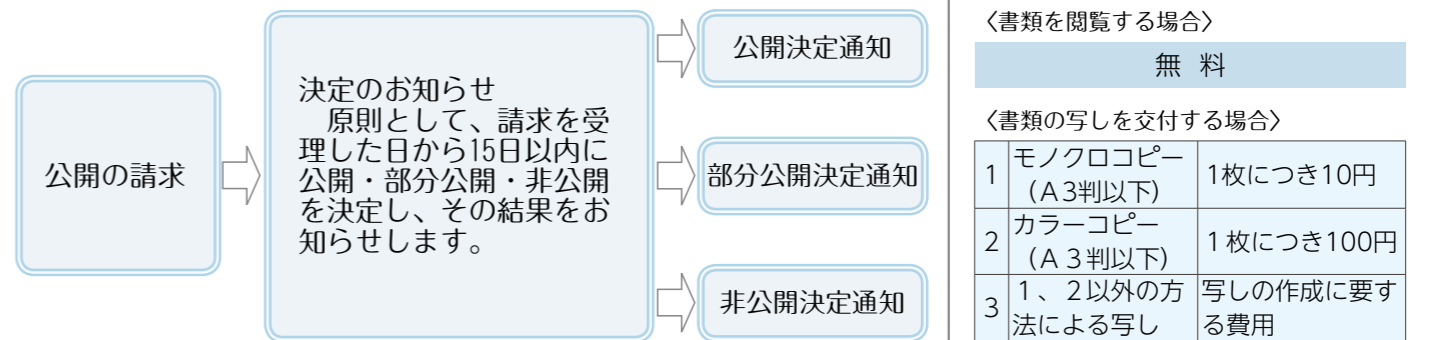 公開の請求
決定のお知らせ
　原則として、請求を受
理した日から15日以内に
公開・部分公開・非公開
を決定し、その結果をお
知らせします。
公開決定通知
部分公開決定通知
非公開決定通知
〈書類を閲覧する場合〉
無 料
〈書類の写しを交付する場合〉
1
モノクロコピー
（Ａ3判以下）
1枚につき10円
2
カラーコピー
（Ａ３判以下）
１枚につき100円
3
１、２以外の方
法による写し
写しの作成に要す
る費用